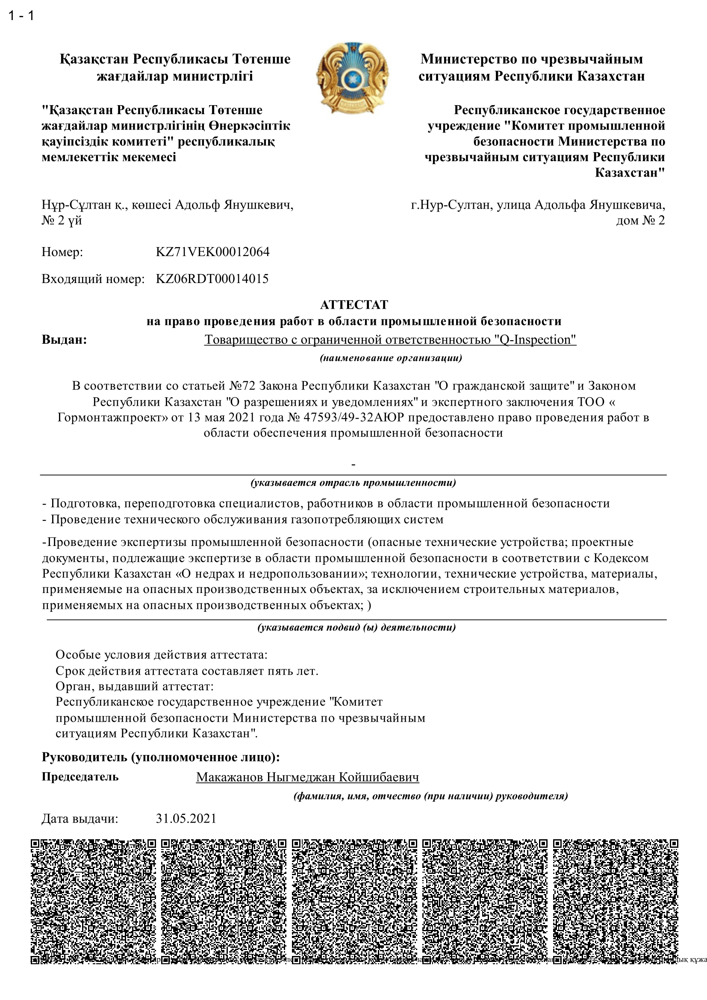 1 - 1
Қазақстан Республикасы Төтенше
жағдайлар министрлігі
Министерство по чрезвычайным
ситуациям Республики Казахстан
"Қазақстан Республикасы Төтенше
жағдайлар министрлігінің Өнеркәсіптік
қауіпсіздік комитеті" республикалық
мемлекеттік мекемесі
Республиканское государственное
учреждение "Комитет промышленной
безопасности Министерства по
чрезвычайным ситуациям Республики
Казахстан"
Нұр-Сұлтан қ., көшесі Адольф Янушкевич,
№ 2 үй
г.Нур-Султан, улица Адольфа Янушкевича,
дом № 2
Номер: KZ71VEK00012064
Входящий номер: KZ06RDT00014015
АТТЕСТАТ
на право проведения работ в области промышленной безопасности
Выдан: Товарищество с ограниченной ответственностью "Q-Inspection"
(наименование организации)
В соответствии со статьей №72 Закона Республики Казахстан "О гражданской защите" и Законом
Республики Казахстан "О разрешениях и уведомлениях" и экспертного заключения ТОО «
Гормонтажпроект» от 13 мая 2021 года № 47593/49-32АЮР предоставлено право проведения работ в
области обеспечения промышленной безопасности
-
(указывается отрасль промышленности)
- Подготовка, переподготовка специалистов, работников в области промышленной безопасности
- Проведение технического обслуживания газопотребляющих систем
-Проведение экспертизы промышленной безопасности (опасные технические устройства; проектные
документы, подлежащие экспертизе в области промышленной безопасности в соответствии с Кодексом
Республики Казахстан «О недрах и недропользовании»; технологии, технические устройства, материалы,
применяемые на опасных производственных объектах, за исключением строительных материалов,
применяемых на опасных производственных объектах; )
(указывается подвид (ы) деятельности)
Особые условия действия аттестата:
Срок действия аттестата составляет пять лет.
Орган, выдавший аттестат:
Республиканское государственное учреждение "Комитет
промышленной безопасности Министерства по чрезвычайным
ситуациям Республики Казахстан".
Руководитель (уполномоченное лицо):
Председатель Макажанов Ныгмеджан Койшибаевич
(фамилия, имя, отчество (при наличии) руководителя)
Дата выдачи: 31.05.2021